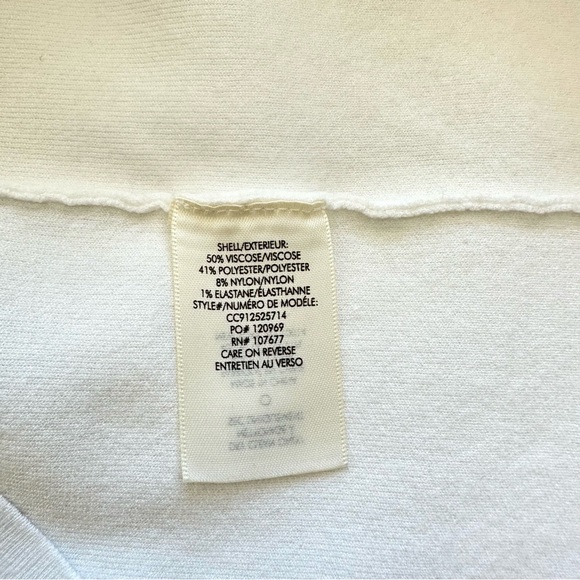 SHELL/EXTERIEUR:
50% VISCOSE/VISCOSE
41% POLYESTER/POLYESTER
8% NYLON/NYLON
1% ELASTANE/ÉLASTHANNE
STYLE#/NUMÉRO DE MODÈLE:
CC912525714
PO# 120969
RN# 107677
CARE ON REVERSE
ENTRETIEN AU VERSO